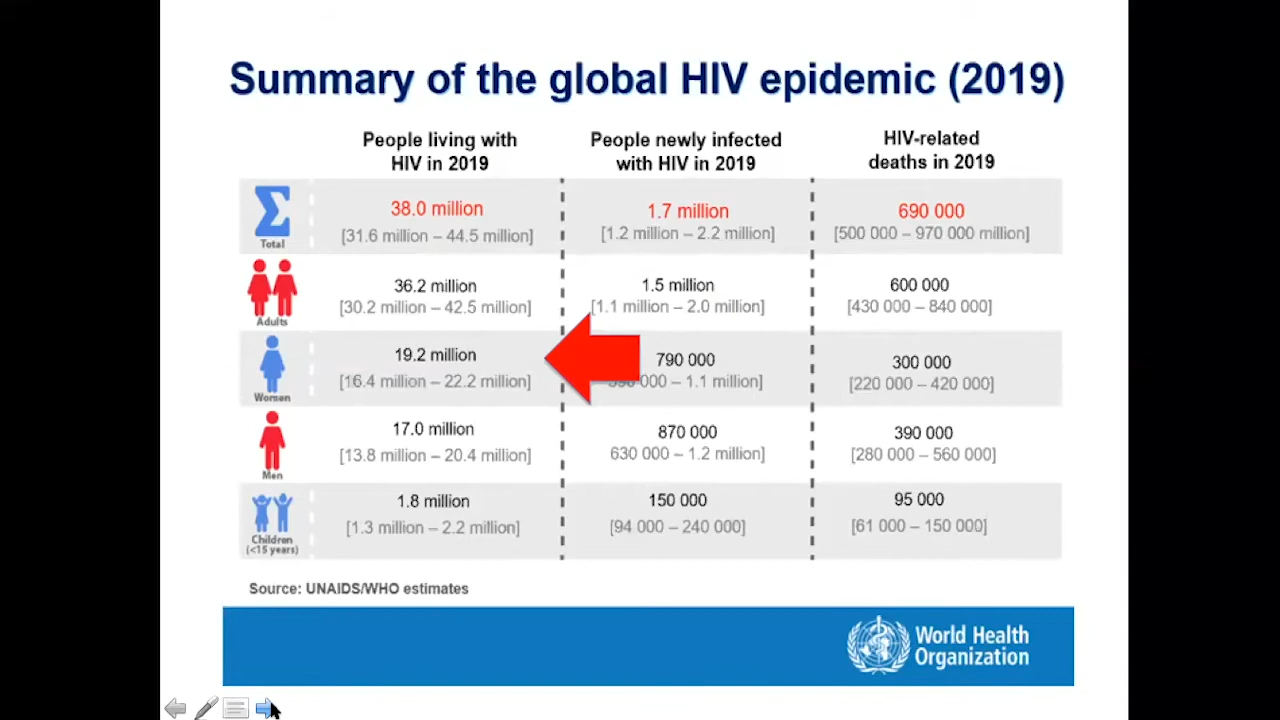 Summary of the global HIV epidemic (2019)
People living with
HIV in 2019
People newly infected
with HIV in 2019
HIV-related
deaths in 2019
Total
38.0 million
[31.6 million – 44.5 million]
1.7 million
[1.2 million – 2.2 million]
690 000
[500 000 – 970 000 million]
Adults
36.2 million
[30.2 million – 42.5 million]
1.5 million
[1.1 million – 2.0 million]
600 000
[430 000 – 840 000]
Women
19.2 million
[16.4 million – 22.2 million]
790 000
000 – 1.1 million]
300 000
[220 000 – 420 000]
Men
17.0 million
[13.8 million – 20.4 million]
870 000
630 000 – 1.2 million]
390 000
[280 000 – 560 000]
Children
(<15 years)
1.8 million
[1.3 million – 2.2 million]
150 000
[94 000 – 240 000]
95 000
[61 000 – 150 000]
Source: UNAIDS/WHO estimates
World Health
Organization